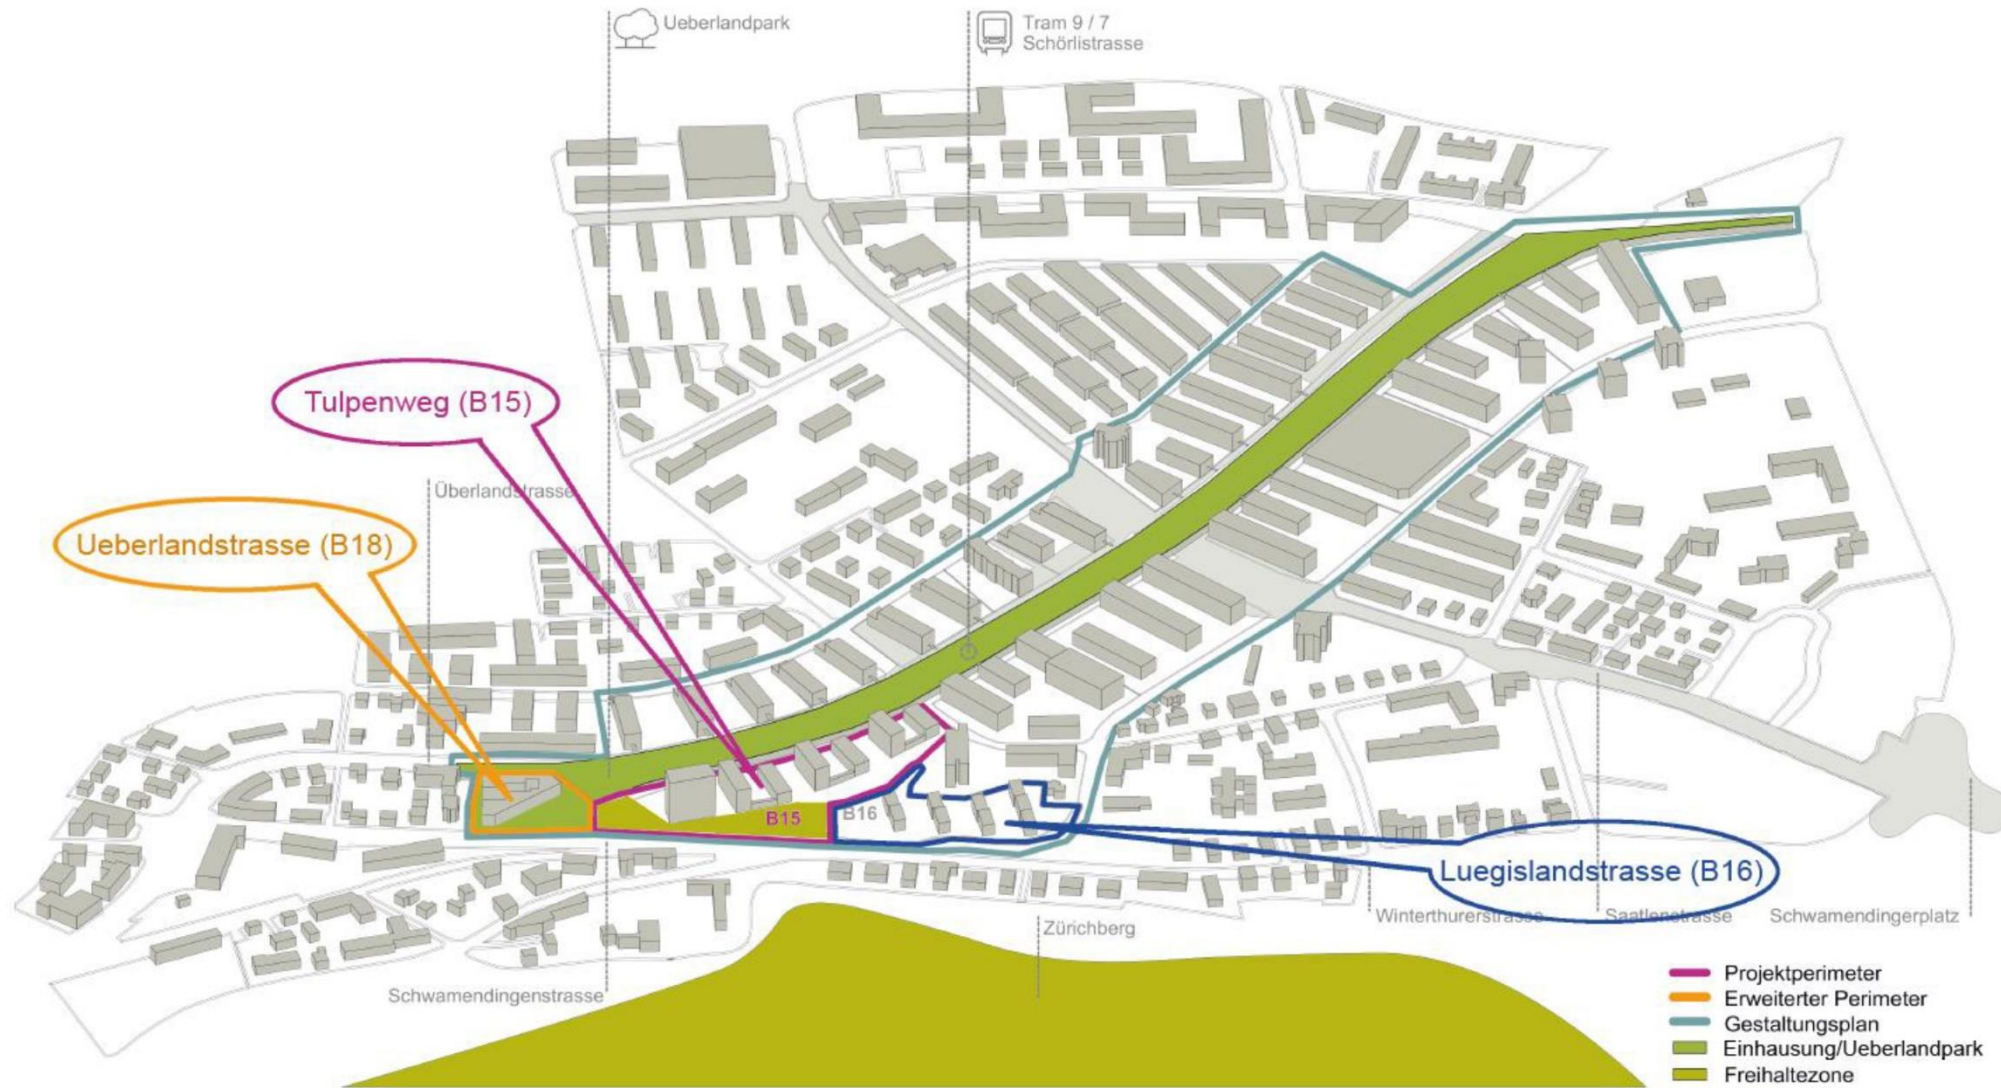 Ueberlandpark
Tram 9 / 7
Schörlistrasse
Tulpenweg (B15)
Überlandstrasse
Ueberlandstrasse (B18)
B15
B16
Luegislandstrasse (B16)
Winterthurerstrasse
Saatlenstrasse
Schwamendingerplatz
Zürichberg
Schwamendingenstrasse
Projektperimeter
Erweiterter Perimeter
Gestaltungsplan
Einhausung/Ueberlandpark
Freihaltezone